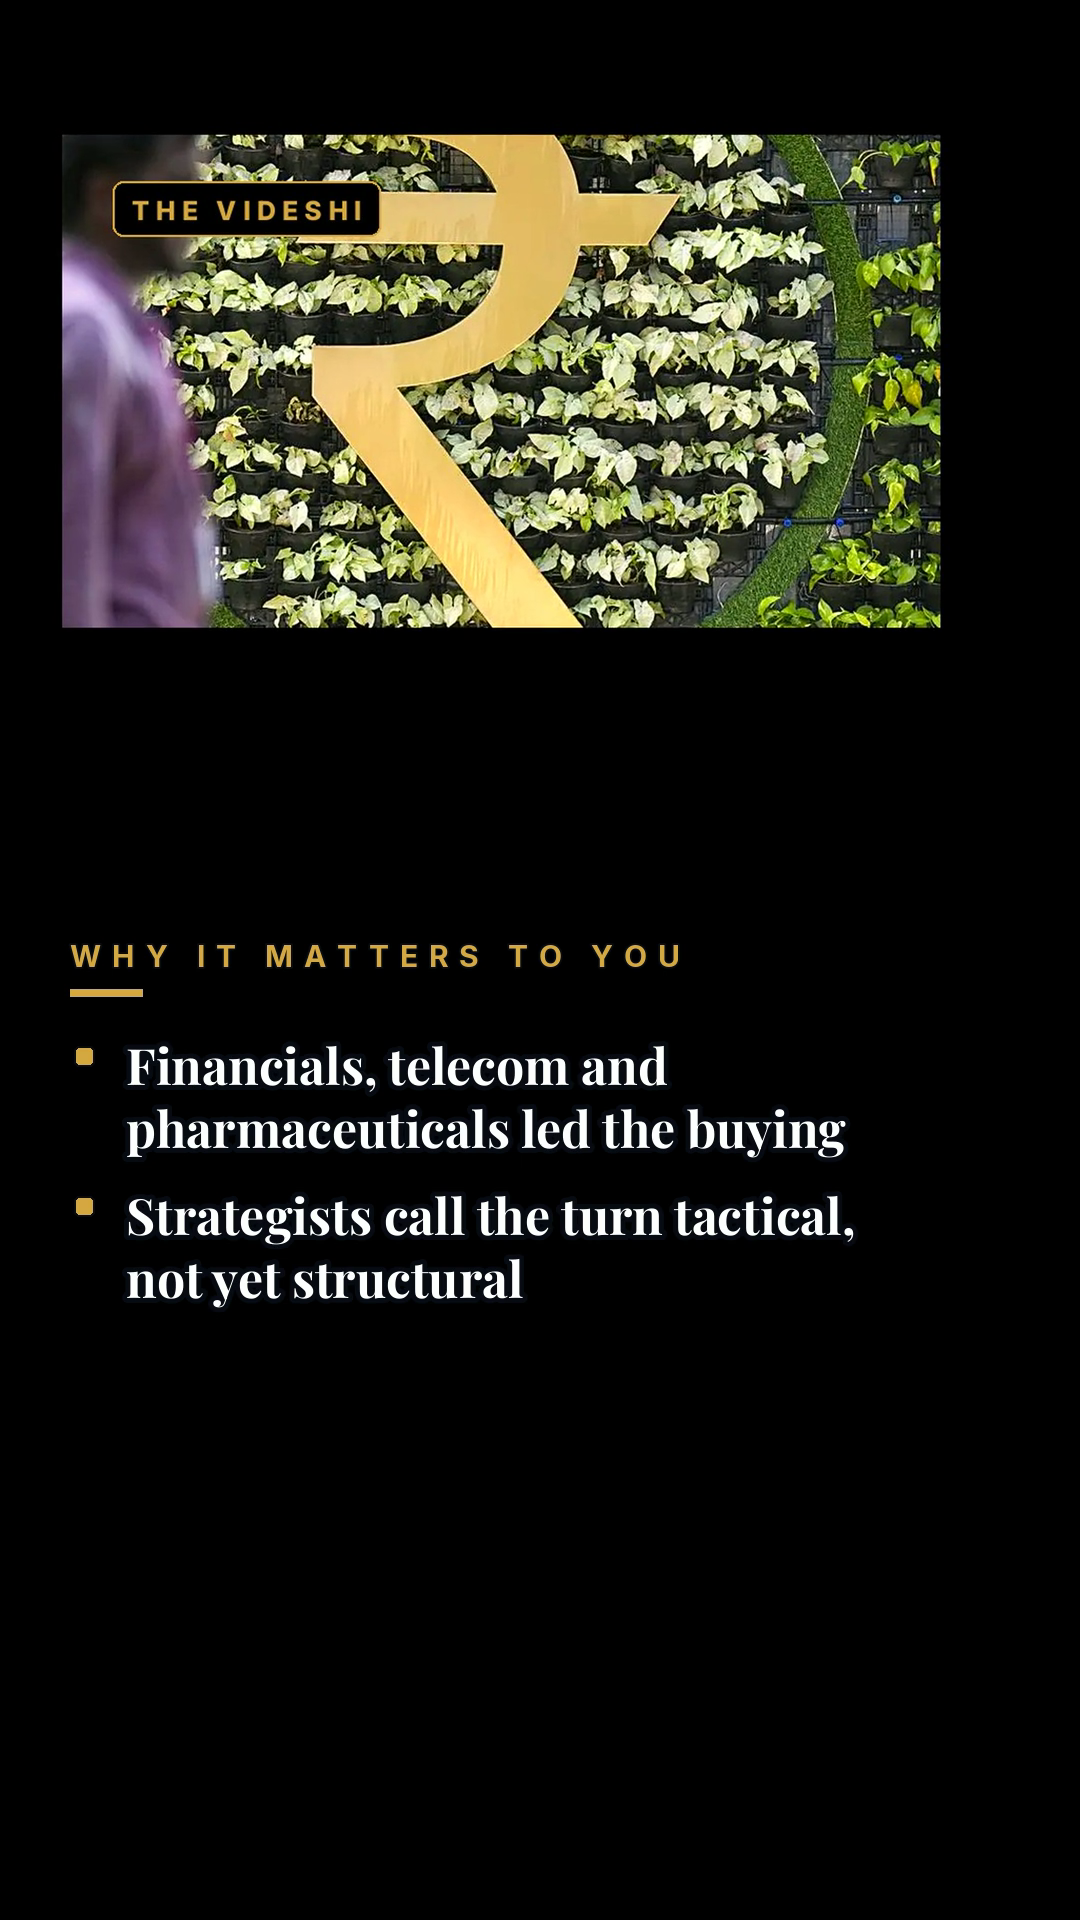 THE VIDESHI
WHY IT MATTERS TO YOU
Financials, telecom and
pharmaceuticals led the buying
Strategists call the turn tactical,
not yet structural